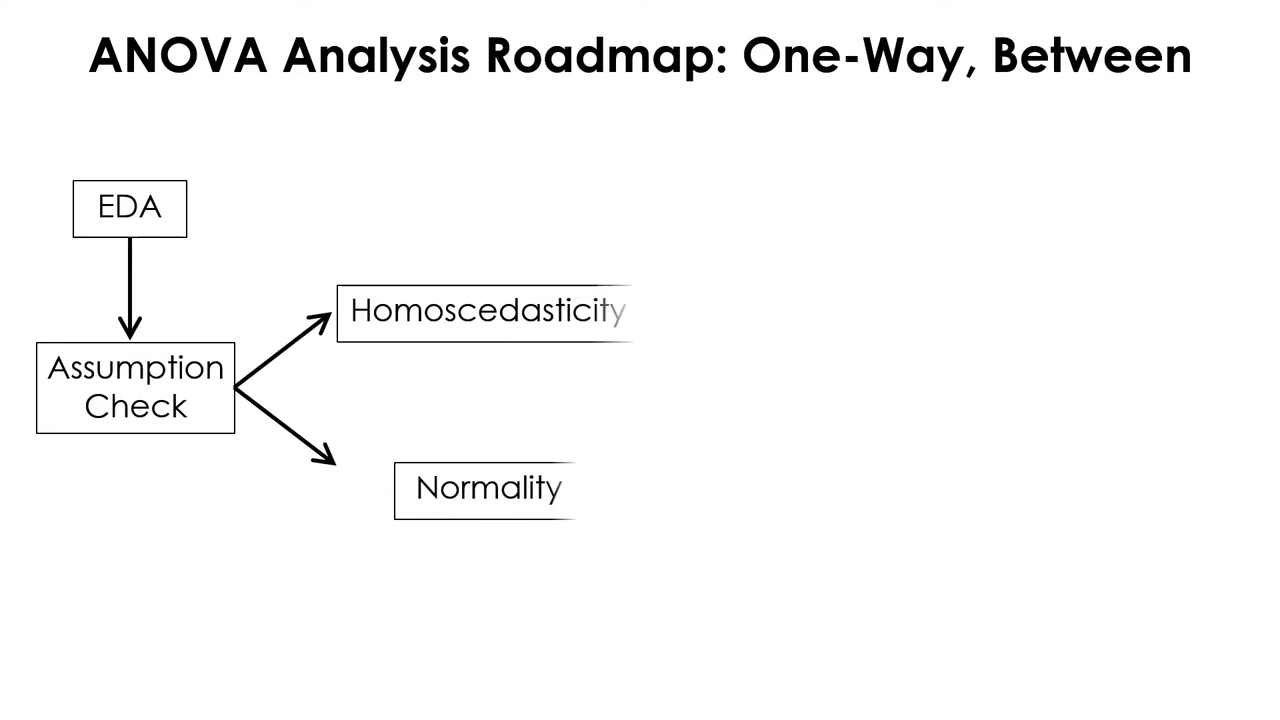 ANOVA Analysis Roadmap: One-Way, Between
EDA
Assumption
Check
Homoscedasticity
Normality